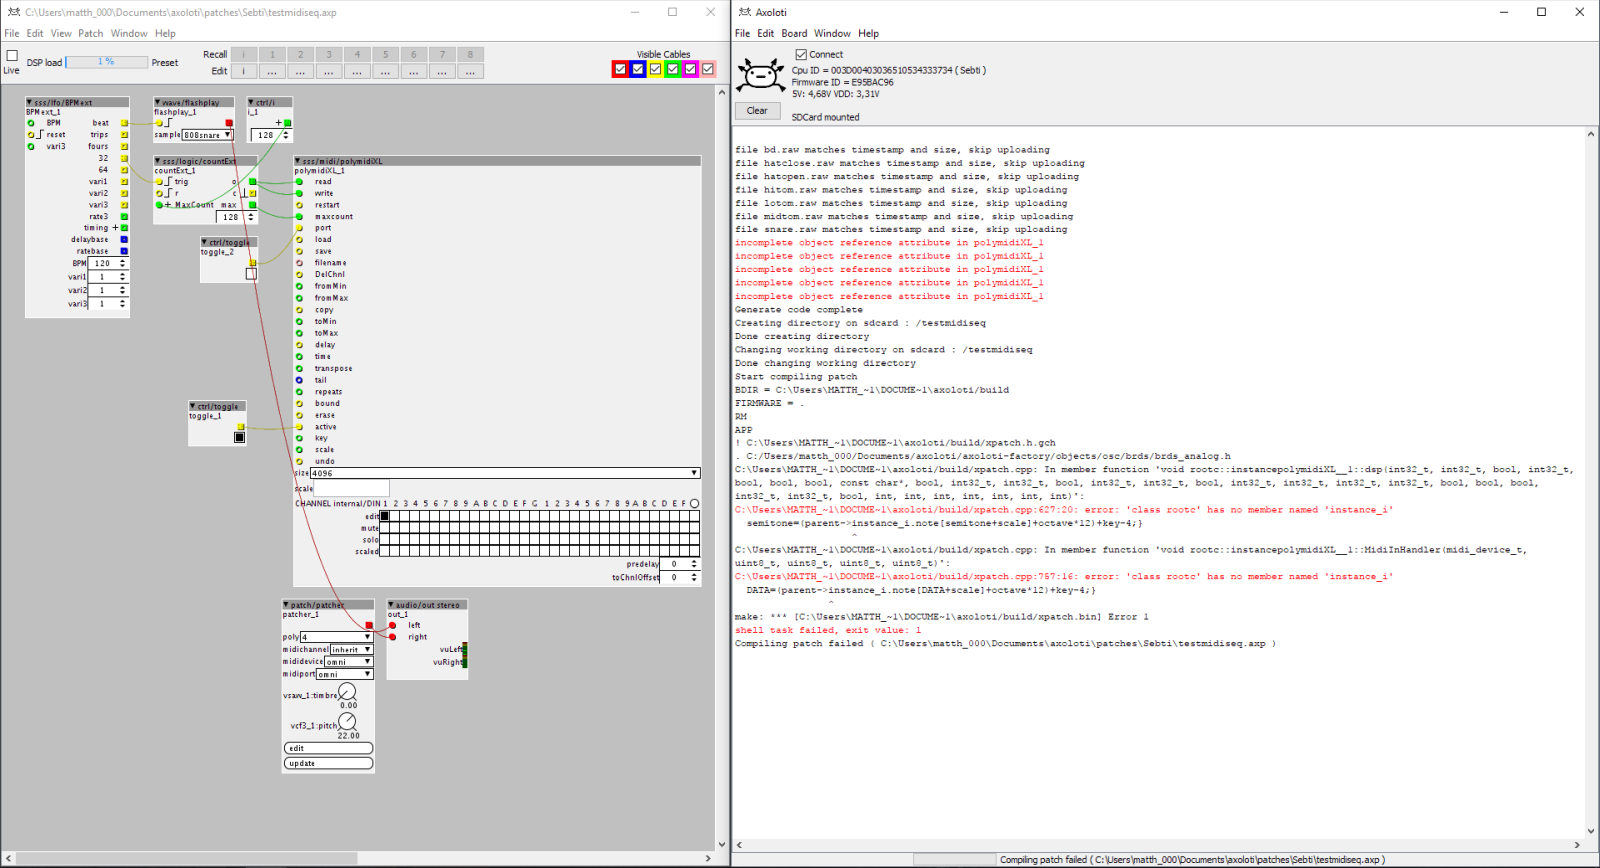 C:\Users\matth_000\Documents\axoloti\patches\Sebti\testmidiseq.axp
File Edit View Patch Window Help
Live
DSP load 1 % Preset
Recall i 1 2 3 4 5 6 7 8
Edit i ... ... ... ... ... ... ... ...
Visible Cables
sss/lfo/BPMext
BPMext_1
BPM beat
reset trips
vari3 fours
32
64
vari1
vari2
vari3
rate3
timing +
delaybase
ratebase
BPM 120
vari1 1
vari2 1
vari3 1
wave/flashplay
flashplay_1
sample 808snare
ctrl/i
i_1
+
128
sss/logic/countExt
countExt_1
trig o
r c
+ MaxCount max
128
ctrl/toggle
toggle_2
ctrl/toggle
toggle_1
sss/midi/polymidiXL
polymidiXL_1
read
write
restart
maxcount
port
load
save
filename
DelChnl
fromMin
fromMax
copy
toMin
toMax
delay
time
transpose
tail
repeats
bound
erase
active
key
scale
undo
size 4096
scale
CHANNEL internal/DIN 1 2 3 4 5 6 7 8 9 A B C D E F G 1 2 3 4 5 6 7 8 9 A B C D E F
edit
mute
solo
scaled
predelay 0
toChnlOffset 0
patch/patcher
patcher_1
poly 4
midichannel inherit
mididevice omni
midiport omni
vsaw_1:timbre
0.00
vcf3_1:pitch
22.00
edit
update
audio/out stereo
out_1
left
right
vuLeft
vuRight
Axoloti
File Edit Board Window Help
Connect
Cpu ID = 003D00403036510534333734 ( Sebti )
Firmware ID = E95BAC96
5V: 4,68V VDD: 3,31V
Clear
SDCard mounted
file bd.raw matches timestamp and size, skip uploading
file hatclose.raw matches timestamp and size, skip uploading
file hatopen.raw matches timestamp and size, skip uploading
file hitom.raw matches timestamp and size, skip uploading
file lotom.raw matches timestamp and size, skip uploading
file midtom.raw matches timestamp and size, skip uploading
file snare.raw matches timestamp and size, skip uploading
incomplete object reference attribute in polymidiXL_1
incomplete object reference attribute in polymidiXL_1
incomplete object reference attribute in polymidiXL_1
incomplete object reference attribute in polymidiXL_1
incomplete object reference attribute in polymidiXL_1
Generate code complete
Creating directory on sdcard : /testmidiseq
Done creating directory
Changing working directory on sdcard : /testmidiseq
Done changing working directory
Start compiling patch
BDIR = C:\Users\MATTH_~1\DOCUME~1\axoloti/build
FIRMWARE = .
RM
APP
! C:\Users\MATTH_~1\DOCUME~1\axoloti/build/xpatch.h.gch
. C:/Users/matth_000/Documents/axoloti/axoloti-factory/objects/osc/brds/brds_analog.h
C:\Users\MATTH_~1\DOCUME~1\axoloti/build/xpatch.cpp: In member function 'void rootc::instancepolymidiXL__1::dsp(int32_t, int32_t, bool, int32_t,
bool, bool, bool, const char*, bool, int32_t, int32_t, bool, int32_t, int32_t, bool, int32_t, int32_t, int32_t, int32_t, bool, bool, bool,
int32_t, int32_t, bool, int, int, int, int, int, int, int)':
C:\Users\MATTH_~1\DOCUME~1\axoloti/build/xpatch.cpp:627:20: error: 'class rootc' has no member named 'instance_i'
semitone=(parent->instance_i.note[semitone+scale]+octave*12)+key-4;}
^
C:\Users\MATTH_~1\DOCUME~1\axoloti/build/xpatch.cpp: In member function 'void rootc::instancepolymidiXL__1::MidiInHandler(midi_device_t,
uint8_t, uint8_t, uint8_t, uint8_t)':
C:\Users\MATTH_~1\DOCUME~1\axoloti/build/xpatch.cpp:757:16: error: 'class rootc' has no member named 'instance_i'
DATA=(parent->instance_i.note[DATA+scale]+octave*12)+key-4;}
^
make: *** [C:\Users\MATTH_~1\DOCUME~1\axoloti/build/xpatch.bin] Error 1
shell task failed, exit value: 1
Compiling patch failed ( C:\Users\matth_000\Documents\axoloti\patches\Sebti\testmidiseq.axp )
Compiling patch failed ( C:\Users\matth_000\Documents\axoloti\patches\Sebti\testmidiseq.axp )